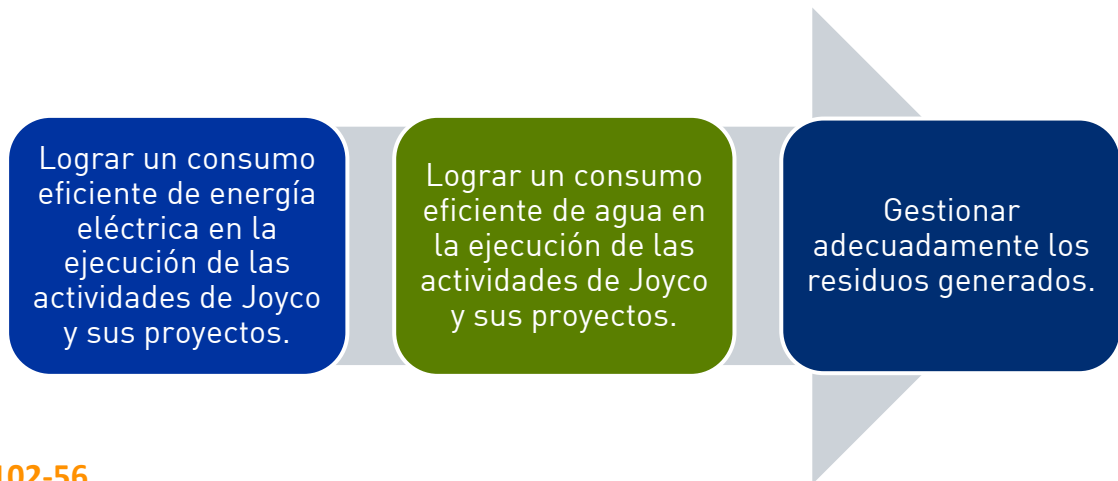 Lograr un consumo
eficiente de energía
eléctrica en la
ejecución de las
actividades de Joyco
y sus proyectos.
Lograr un consumo
eficiente de agua en
la ejecución de las
actividades de Joyco
y sus proyectos.
Gestionar
adecuadamente los
residuos generados.
102-56